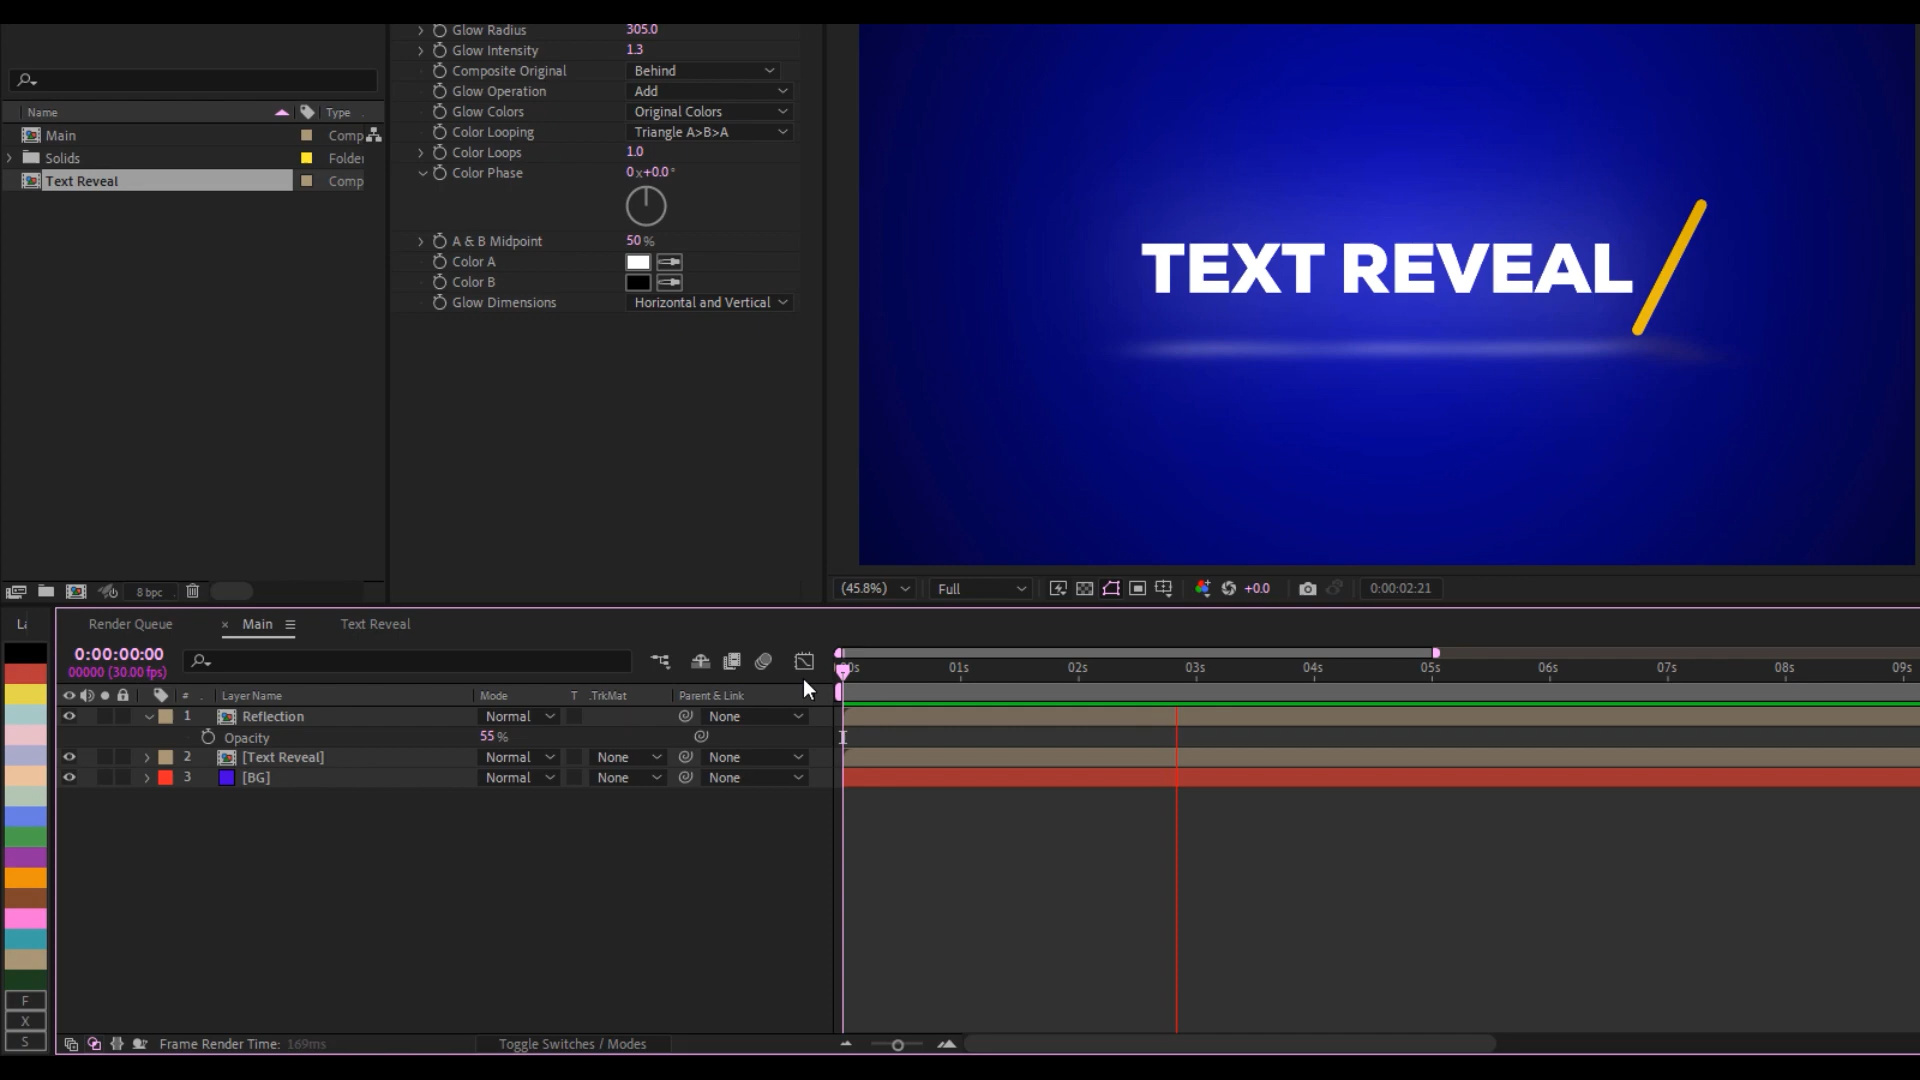 Glow Radius 305.0
Glow Intensity 1.3
Composite Original Behind
Glow Operation Add
Glow Colors Original Colors
Color Looping Triangle A>B>A
Color Loops 1.0
Color Phase 0x+0.0°
A & B Midpoint 50 %
Color A
Color B
Glow Dimensions Horizontal and Vertical
Name Type
Main Comp
Solids Folder
Text Reveal Comp
8 bpc
TEXT REVEAL
(45.8%) Full +0.0 0:00:02:21
Render Queue × Main Text Reveal
0:00:00:00
00000 (30.00 fps)
00s 01s 02s 03s 04s 05s 06s 07s 08s 09s
# Layer Name Mode T .TrkMat Parent & Link
1 Reflection Normal None
Opacity 55 %
2 [Text Reveal] Normal None None
3 [BG] Normal None None
F
X
S
Frame Render Time: 169ms Toggle Switches / Modes